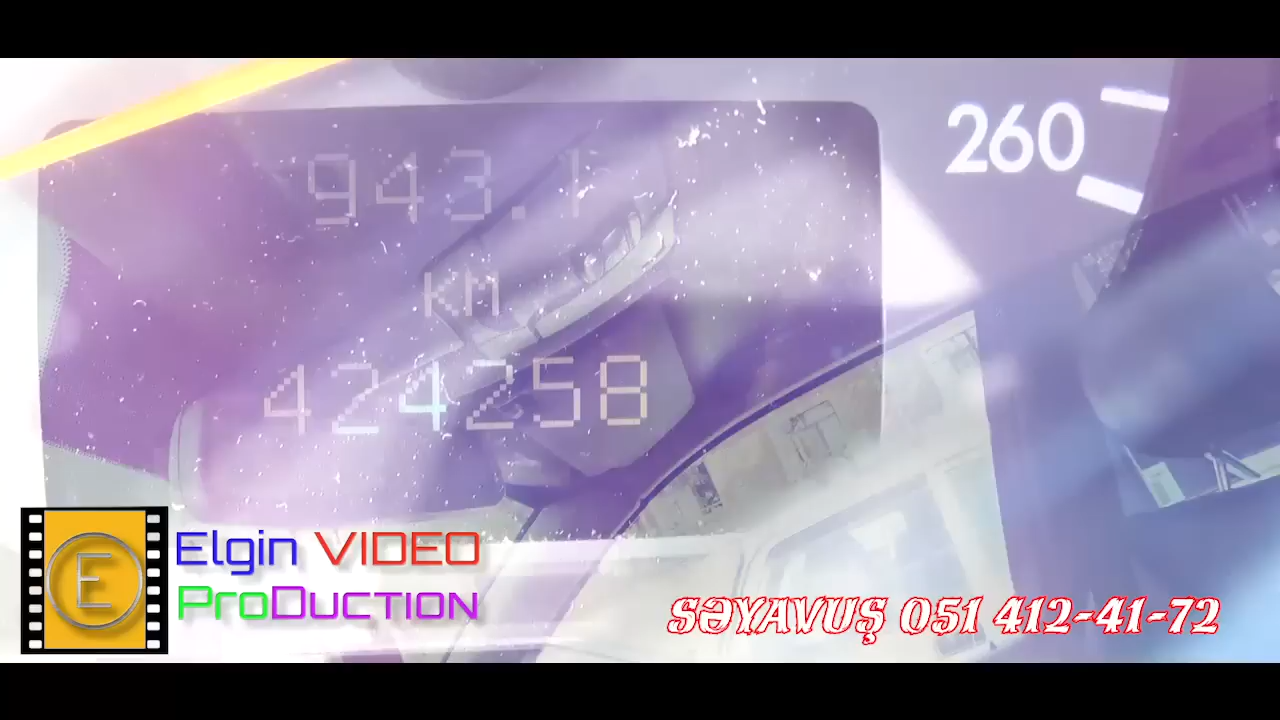 943.1
260
KM
424258
E
Elgin VIDEO
ProDuction
SƏYAVUŞ 051 412-41-72